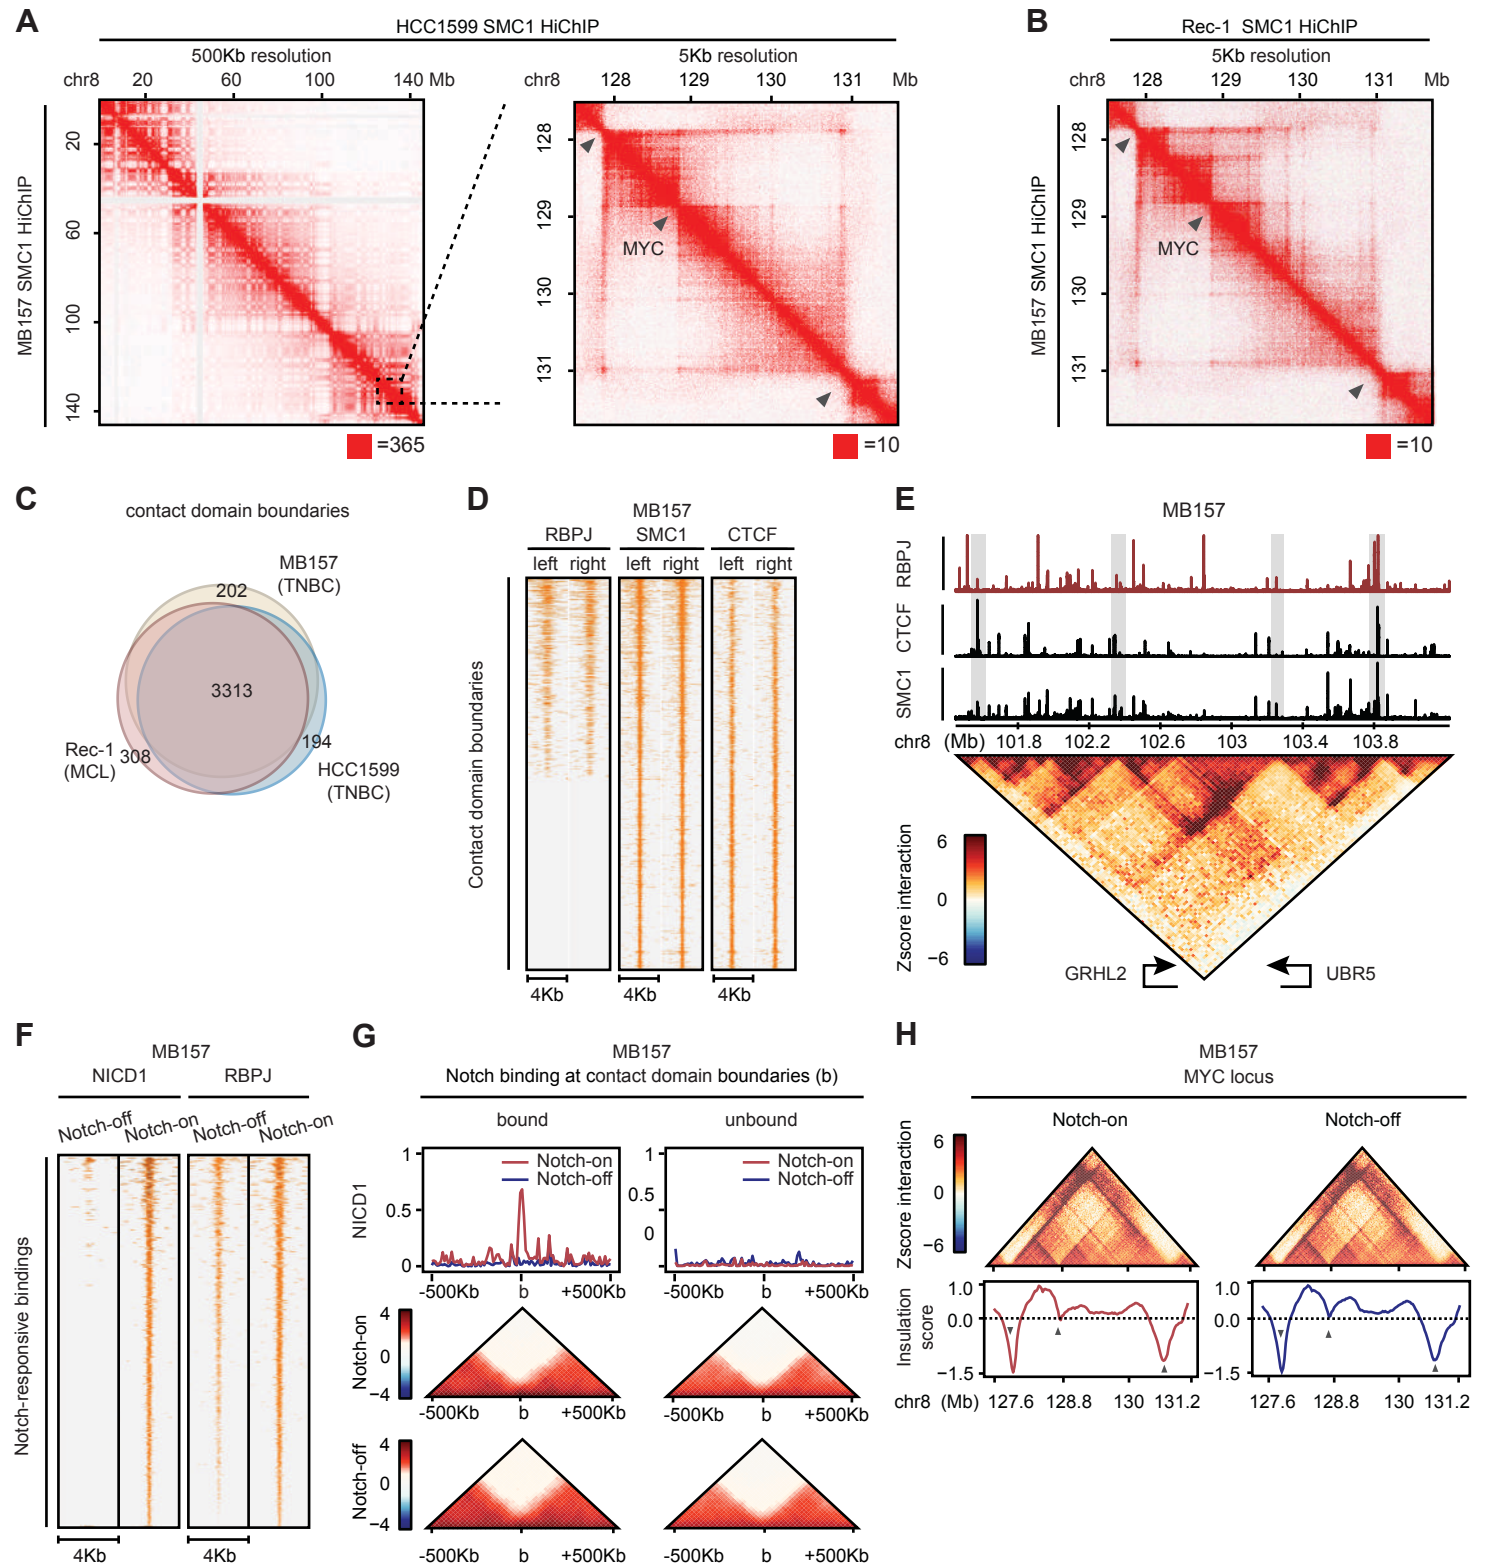 A
HCC1599 SMC1 HiChIP
500Kb resolution
chr8 20 60 100 140 Mb
MB157 SMC1 HiChIP
20
60
100
140
=365
5Kb resolution
chr8 128 129 130 131 Mb
128
129
130
131
MYC
=10
B
Rec-1 SMC1 HiChIP
5Kb resolution
chr8 128 129 130 131 Mb
MB157 SMC1 HiChIP
128
129
130
131
MYC
=10
C
contact domain boundaries
MB157
(TNBC)
202
3313
Rec-1
(MCL)
308
194
HCC1599
(TNBC)
D
MB157
RBPJ SMC1 CTCF
left right left right left right
Contact domain boundaries
4Kb 4Kb 4Kb
E
MB157
RBPJ
CTCF
SMC1
chr8 (Mb) 101.8 102.2 102.6 103 103.4 103.8
Zscore interaction
6
0
−6
GRHL2
UBR5
F
MB157
NICD1 RBPJ
Notch-off Notch-on Notch-off Notch-on
Notch-responsive bindings
4Kb 4Kb
G
MB157
Notch binding at contact domain boundaries (b)
bound unbound
NICD1
1
0.5
0
Notch-on
Notch-off
-500Kb b +500Kb
1
0.5
0
Notch-on
Notch-off
-500Kb b +500Kb
Notch-on
4
0
−4
-500Kb b +500Kb
-500Kb b +500Kb
Notch-off
4
0
−4
-500Kb b +500Kb
-500Kb b +500Kb
H
MB157
MYC locus
Notch-on Notch-off
Zscore interaction
6
0
−6
Insulation
score
1.0
0.0
−1.5
1.0
0.0
−1.5
chr8 (Mb) 127.6 128.8 130 131.2
127.6 128.8 130 131.2